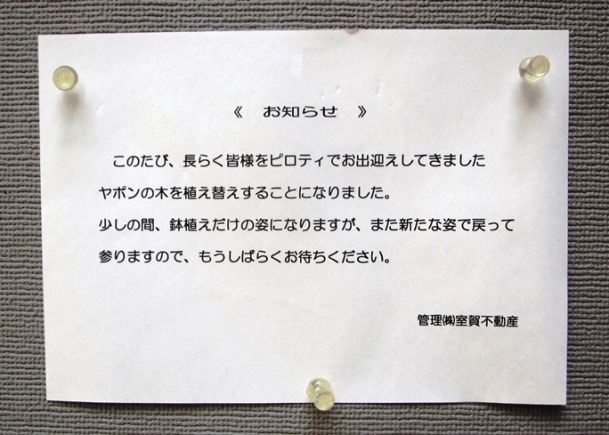 《 お知らせ 》
このたび、長らく皆様をピロティでお出迎えしてきました
ヤポンの木を植え替えすることになりました。
少しの間、鉢植えだけの姿になりますが、また新たな姿で戻って
参りますので、もうしばらくお待ちください。
管理㈱室賀不動産